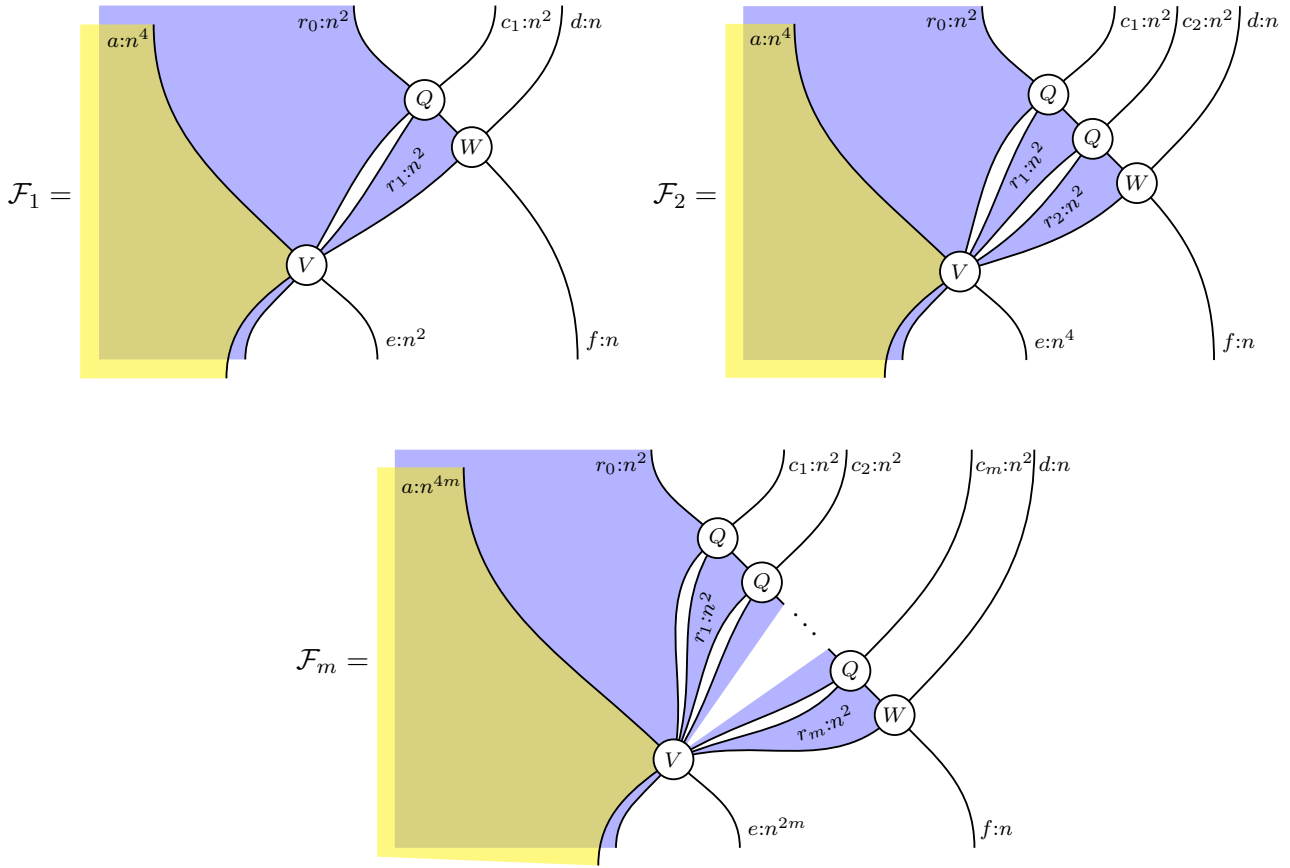 r₀:n² c₁:n² d:n
a:n⁴
Q
W
r₁:n²
F₁ =
V
e:n² f:n
r₀:n² c₁:n² c₂:n² d:n
a:n⁴
Q
Q
W
r₁:n²
r₂:n²
F₂ =
V
e:n⁴ f:n
r₀:n² c₁:n² c₂:n² cₘ:n² d:n
a:n⁴ᵐ
Q
Q
⋱
r₁:n²
Fₘ =
Q
W
rₘ:n²
V
e:n²ᵐ f:n